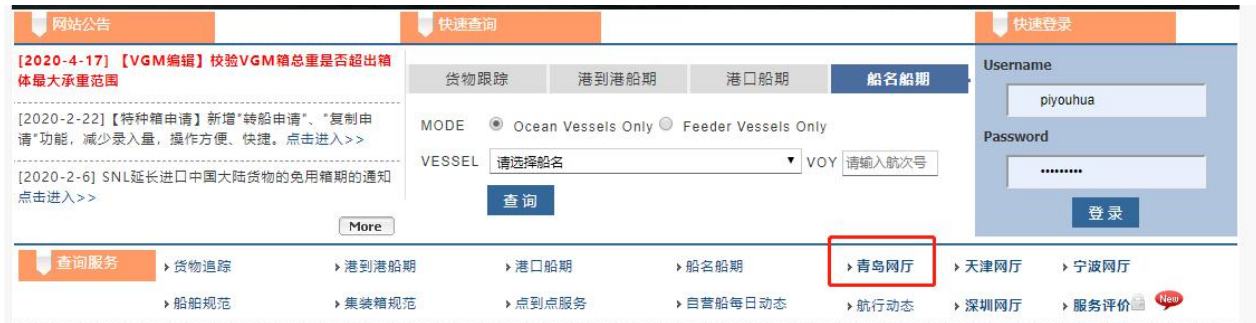 网站公告
[2020-4-17] 【VGM编辑】校验VGM箱总重是否超出箱
体最大承重范围
[2020-2-22]【特种箱申请】新增"转船申请"、"复制申
请"功能，减少录入量，操作方便、快捷。点击进入>>
[2020-2-6] SNL延长进口中国大陆货物的免用箱期的通知
点击进入>>
More
快速查询
货物跟踪 港到港船期 港口船期 船名船期
MODE Ocean Vessels Only Feeder Vessels Only
VESSEL 请选择船名 VOY 请输入航次号
查询
快速登录
Username
piyouhua
Password
•••••••••
登录
查询服务 货物追踪 港到港船期 港口船期 船名船期 青岛网厅 天津网厅 宁波网厅
船舶规范 集装箱规范 点到点服务 自营船每日动态 航行动态 深圳网厅 服务评价 New